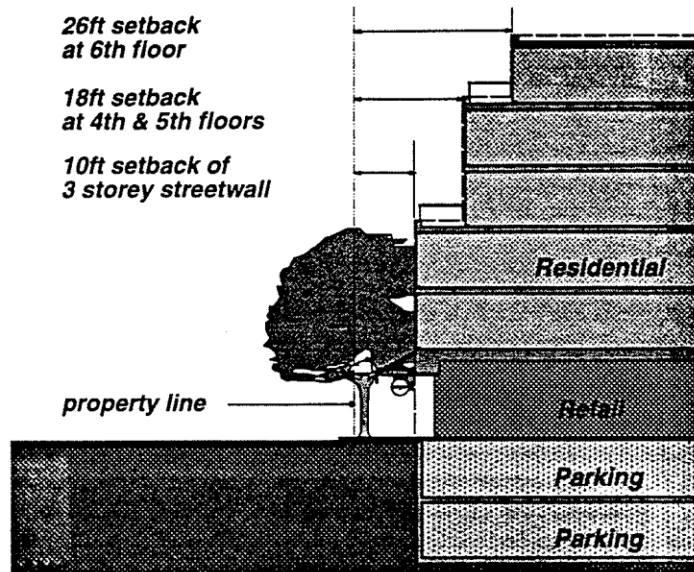 26ft setback
at 6th floor
18ft setback
at 4th & 5th floors
10ft setback of
3 storey streetwall
Residential
property line
Retail
Parking
Parking